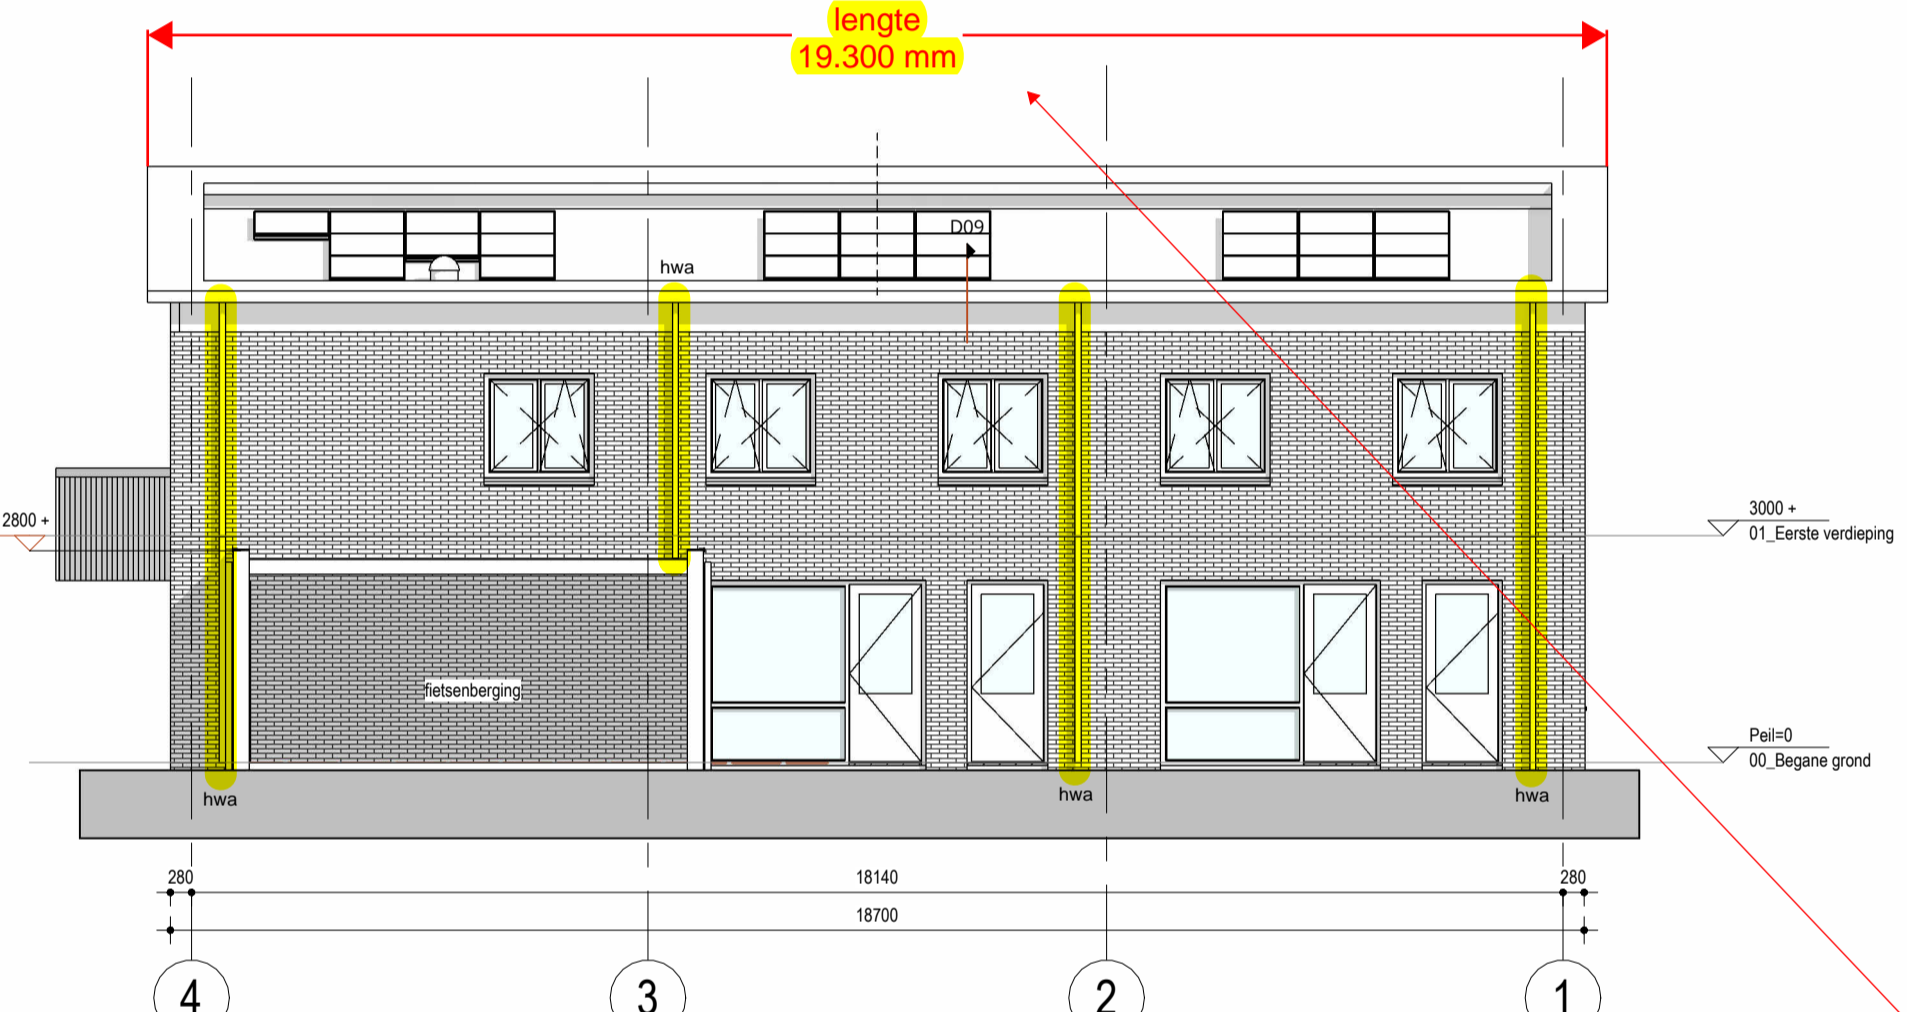 lengte
19.300 mm
D09
hwa
2800 +
3000 +
01_Eerste verdieping
fietsenberging
Peil=0
00_Begane grond
hwa
hwa
hwa
280
18140
280
18700
4
3
2
1